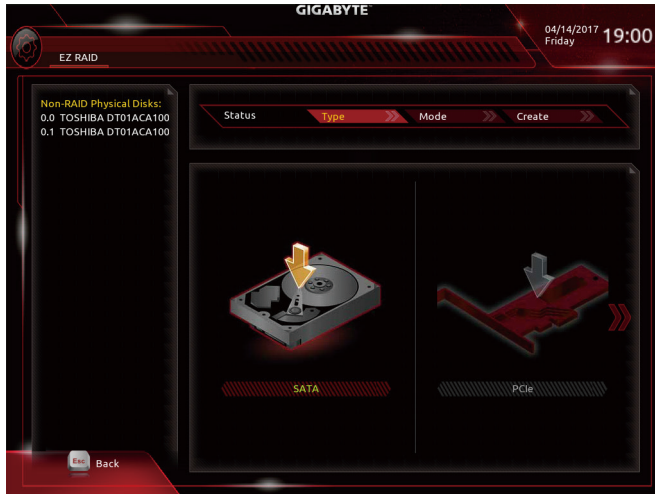 GIGABYTE
04/14/2017
Friday
19:00
EZ RAID
Non-RAID Physical Disks:
0.0 TOSHIBA DT01ACA100
0.1 TOSHIBA DT01ACA100
Status Type Mode Create
SATA PCIe
Esc Back